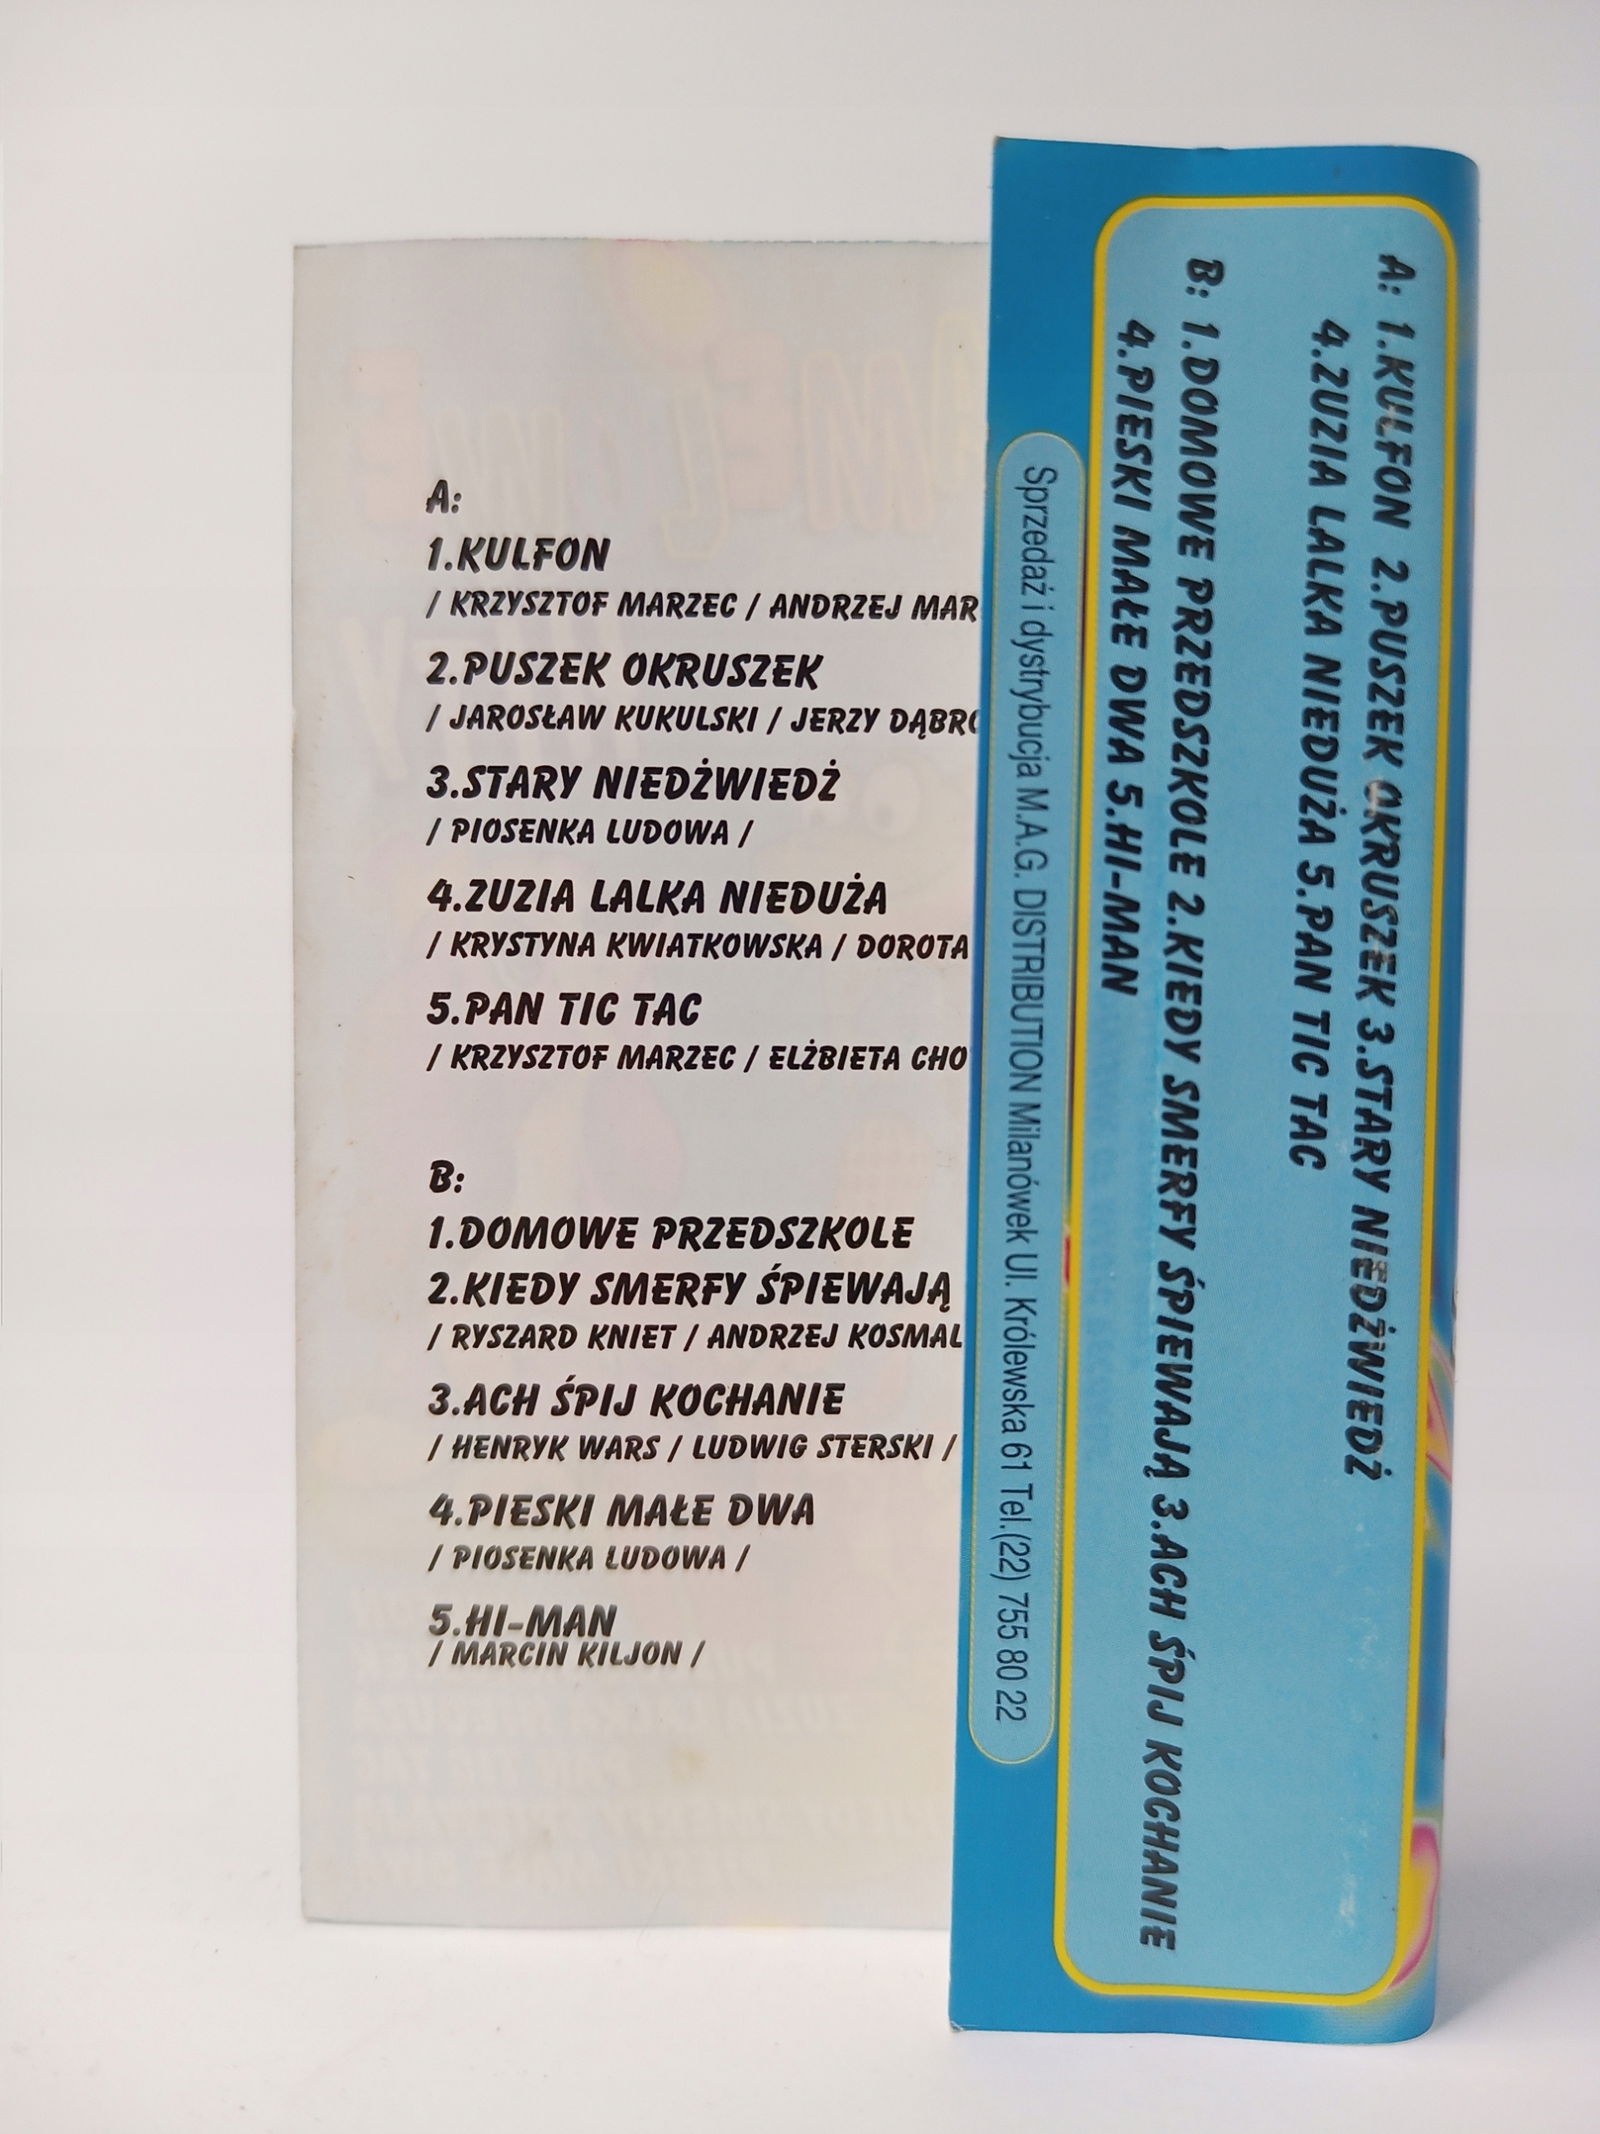 A:
1.KULFON
/ KRZYSZTOF MARZEC / ANDRZEJ MAR
2.PUSZEK OKRUSZEK
/ JAROSŁAW KUKULSKI / JERZY DĄBRO
3.STARY NIEDŻWIEDŻ
/ PIOSENKA LUDOWA /
4.ZUZIA LALKA NIEDUŻA
/ KRYSTYNA KWIATKOWSKA / DOROTA
5.PAN TIC TAC
/ KRZYSZTOF MARZEC / ELŻBIETA CHO
B:
1.DOMOWE PRZEDSZKOLE
2.KIEDY SMERFY ŚPIEWAJĄ
/ RYSZARD KNIET / ANDRZEJ KOSMAL
3.ACH ŚPIJ KOCHANIE
/ HENRYK WARS / LUDWIG STERSKI /
4.PIESKI MAŁE DWA
/ PIOSENKA LUDOWA /
5.HI-MAN
/ MARCIN KILJON /
A: 1.KULFON 2.PUSZEK OKRUSZEK 3.STARY NIEDŻWIEDŻ
4.ZUZIA LALKA NIEDUŻA 5.PAN TIC TAC
B: 1.DOMOWE PRZEDSZKOLE 2.KIEDY SMERFY ŚPIEWAJĄ 3.ACH ŚPIJ KOCHANIE
4.PIESKI MAŁE DWA 5.HI-MAN
Sprzedaż i dystrybucja M.A.G. DISTRIBUTION Milanówek Ul. Królewska 61 Tel.(22) 755 80 22